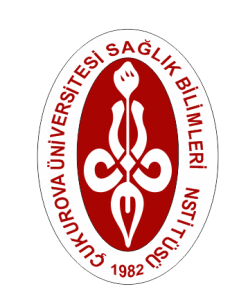 ÇUKUROVA ÜNİVERSİTESİ SAĞLIK BİLİMLERİ NSTİTÜSÜ
1982